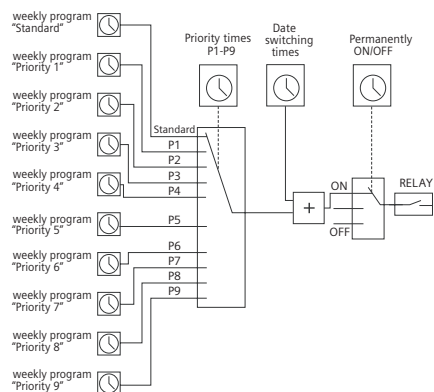 weekly program
“Standard”
weekly program
“Priority 1”
weekly program
“Priority 2”
weekly program
“Priority 3”
weekly program
“Priority 4”
weekly program
“Priority 5”
weekly program
“Priority 6”
weekly program
“Priority 7”
weekly program
“Priority 8”
weekly program
“Priority 9”
Standard
P1
P2
P3
P4
P5
P6
P7
P8
P9
Priority times
P1-P9
Date
switching
times
+
Permanently
ON/OFF
ON
OFF
RELAY